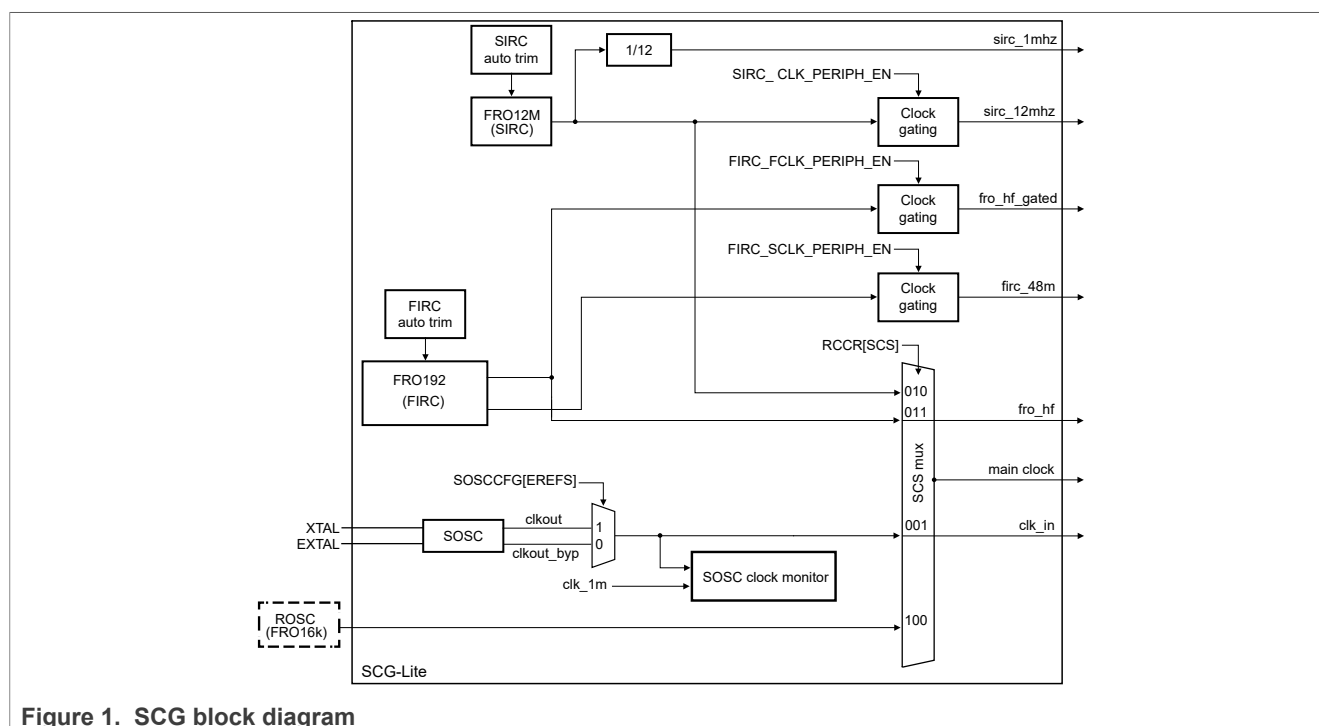 SIRC
auto trim
1/12
sirc_1mhz
SIRC_ CLK_PERIPH_EN
FRO12M
(SIRC)
Clock
gating
sirc_12mhz
FIRC_FCLK_PERIPH_EN
Clock
gating
fro_hf_gated
FIRC_SCLK_PERIPH_EN
Clock
gating
firc_48m
FIRC
auto trim
RCCR[SCS]
FRO192
(FIRC)
010
011
fro_hf
SCS mux
main clock
SOSCCFG[EREFS]
XTAL
EXTAL
SOSC
clkout
clkout_byp
1
0
001
clk_in
SOSC clock monitor
clk_1m
ROSC
(FRO16k)
100
SCG-Lite
Figure 1. SCG block diagram